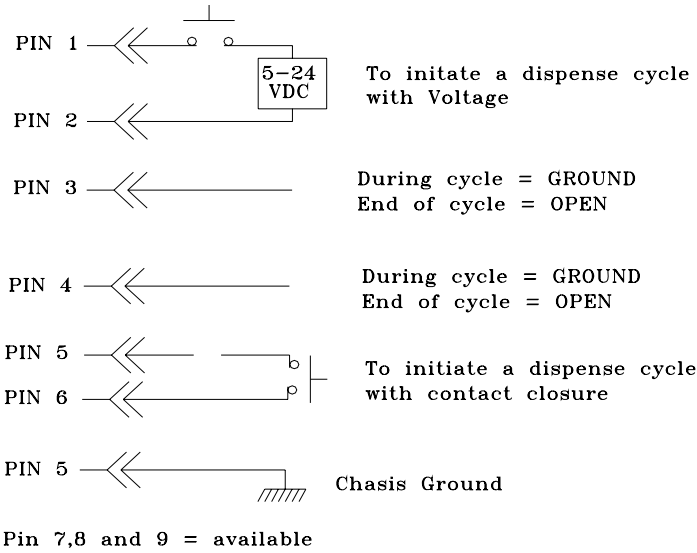 PIN 1
5-24
VDC
To initate a dispense cycle
with Voltage
PIN 2
PIN 3
During cycle = GROUND
End of cycle = OPEN
PIN 4
During cycle = GROUND
End of cycle = OPEN
PIN 5
To initiate a dispense cycle
with contact closure
PIN 6
PIN 5
Chasis Ground
Pin 7,8 and 9 = available